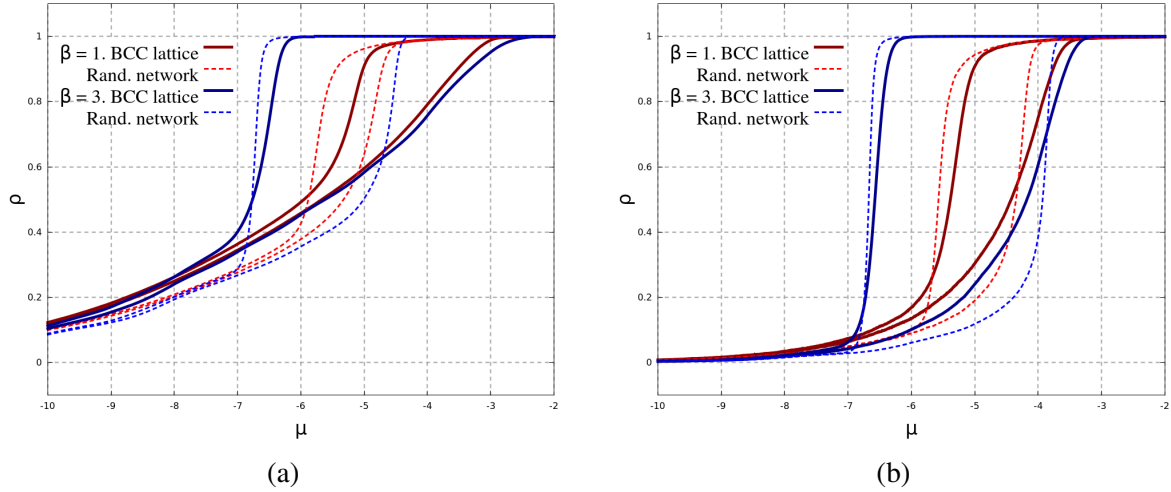 1
0.8
0.6
0.4
0.2
0
ρ
β = 1. BCC lattice
Rand. network
β = 3. BCC lattice
Rand. network
-10 -9 -8 -7 -6 -5 -4 -3 -2
μ
(a)
1
0.8
0.6
0.4
0.2
0
ρ
β = 1. BCC lattice
Rand. network
β = 3. BCC lattice
Rand. network
-10 -9 -8 -7 -6 -5 -4 -3 -2
μ
(b)